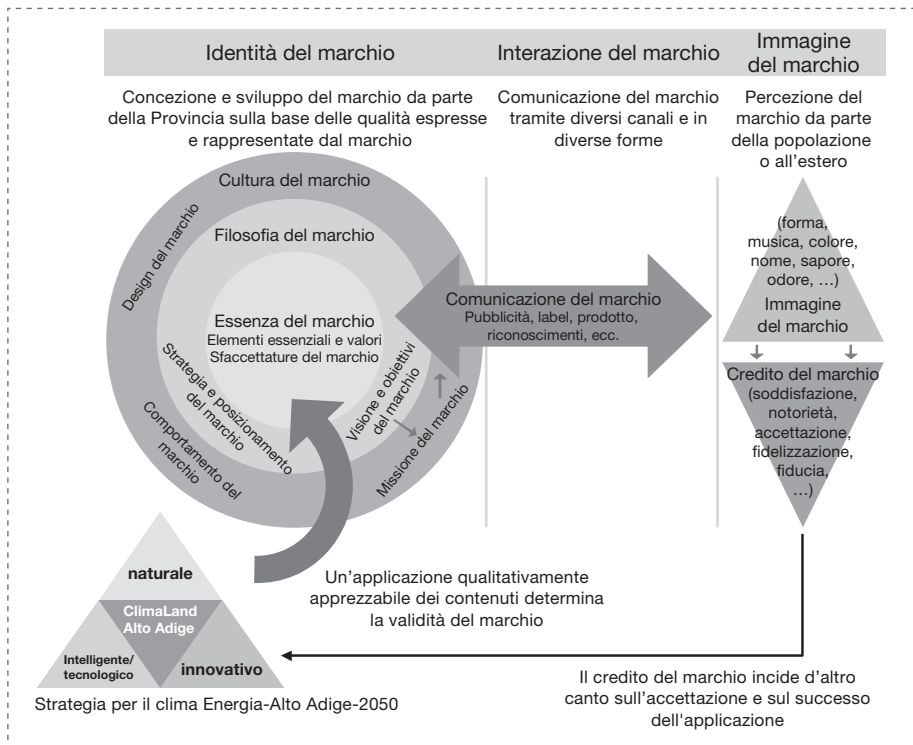 Identità del marchio
Interazione del marchio
Immagine
del marchio
Concezione e sviluppo del marchio da parte
della Provincia sulla base delle qualità espresse
e rappresentate dal marchio
Comunicazione del marchio
tramite diversi canali e in
diverse forme
Percezione del
marchio da parte
della popolazione
o all'estero
Cultura del marchio
Design del marchio
Filosofia del marchio
Essenza del marchio
Elementi essenziali e valori
Sfaccettature del marchio
Strategia e posizionamento
del marchio
Visione e obiettivi
del marchio
Comportamento del
marchio
Missione del marchio
Comunicazione del marchio
Pubblicità, label, prodotto,
riconoscimenti, ecc.
(forma,
musica, colore,
nome, sapore,
odore, ...)
Immagine
del marchio
Credito del marchio
(soddisfazione,
notorietà,
accettazione,
fidelizzazione,
fiducia,
...)
naturale
ClimaLand
Alto Adige
Intelligente/
tecnologico
innovativo
Strategia per il clima Energia-Alto Adige-2050
Un'applicazione qualitativamente
apprezzabile dei contenuti determina
la validità del marchio
Il credito del marchio incide d'altro
canto sull'accettazione e sul successo
dell'applicazione